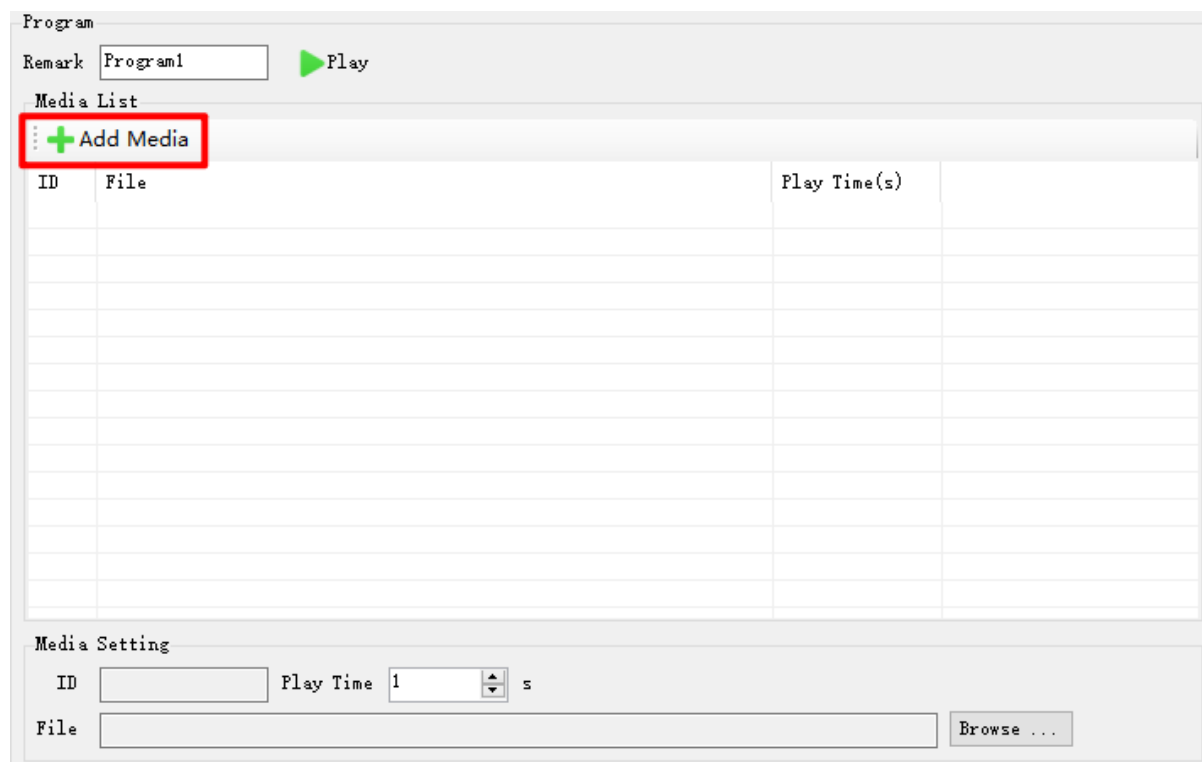 Program
Remark Program1 Play
Media List
Add Media
ID File Play Time(s)
Media Setting
ID Play Time 1 s
File Browse ...